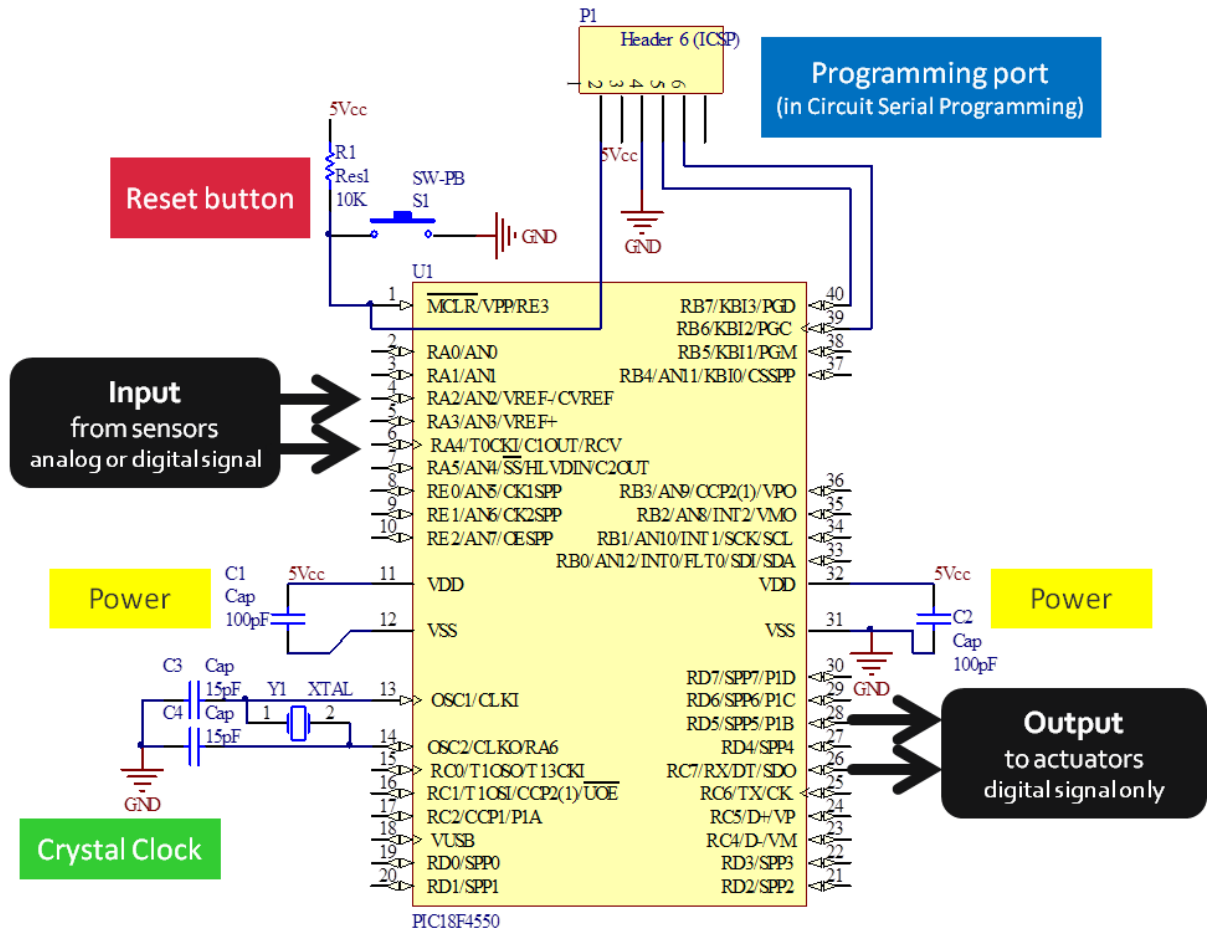 P1
Header 6 (ICSP)
2
3
4
5
6
5Vcc
Programming port
(in Circuit Serial Programming)
5Vcc
R1
Res1
10K
Reset button
SW-PB
S1
GND
GND
U1
1 MCLR/VPP/RE3
2 RA0/AN0
3 RA1/AN1
4 RA2/AN2/VREF-/CVREF
5 RA3/AN3/VREF+
6 RA4/T0CKI/C1OUT/RCV
7 RA5/AN4/SS/HLVDIN/C2OUT
8 RE0/AN5/CK1SPP
9 RE1/AN6/CK2SPP
10 RE2/AN7/OESPP
11 VDD
12 VSS
13 OSC1/CLKI
14 OSC2/CLKO/RA6
15 RC0/T1OSO/T13CKI
16 RC1/T1OSI/CCP2(1)/UOE
17 RC2/CCP1/P1A
18 VUSB
19 RD0/SPP0
20 RD1/SPP1
RB7/KBI3/PGD 40
RB6/KBI2/PGC 39
RB5/KBI1/PGM 38
RB4/AN11/KBI0/CSSPP 37
RB3/AN9/CCP2(1)/VPO 36
RB2/AN8/INT2/VMO 35
RB1/AN10/INT1/SCK/SCL 34
RB0/AN12/INT0/FLT0/SDI/SDA 33
VDD 32
VSS 31
RD7/SPP7/P1D 30
RD6/SPP6/P1C 29
RD5/SPP5/P1B 28
RD4/SPP4 27
RC7/RX/DT/SDO 26
RC6/TX/CK 25
RC5/D+/VP 24
RC4/D-/VM 23
RD3/SPP3 22
RD2/SPP2 21
PIC18F4550
Input
from sensors
analog or digital signal
Power
C1
Cap
100pF
5Vcc
C3
Cap
15pF
C4
Cap
15pF
Y1
XTAL
1
2
GND
Crystal Clock
5Vcc
C2
Cap
100pF
GND
Power
Output
to actuators
digital signal only